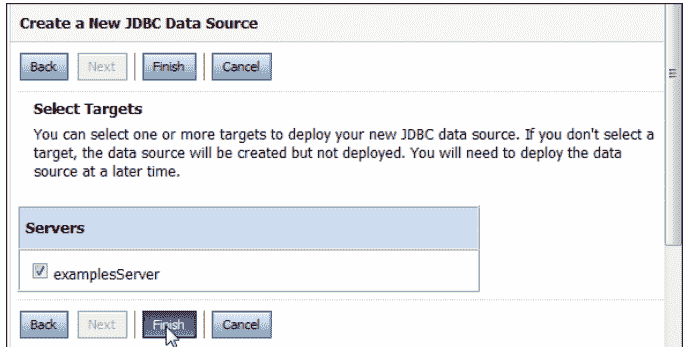 Create a New JDBC Data Source
Back Next Finish Cancel
Select Targets
You can select one or more targets to deploy your new JDBC data source. If you don't select a
target, the data source will be created but not deployed. You will need to deploy the data
source at a later time.
Servers
examplesServer
Back Next Finish Cancel